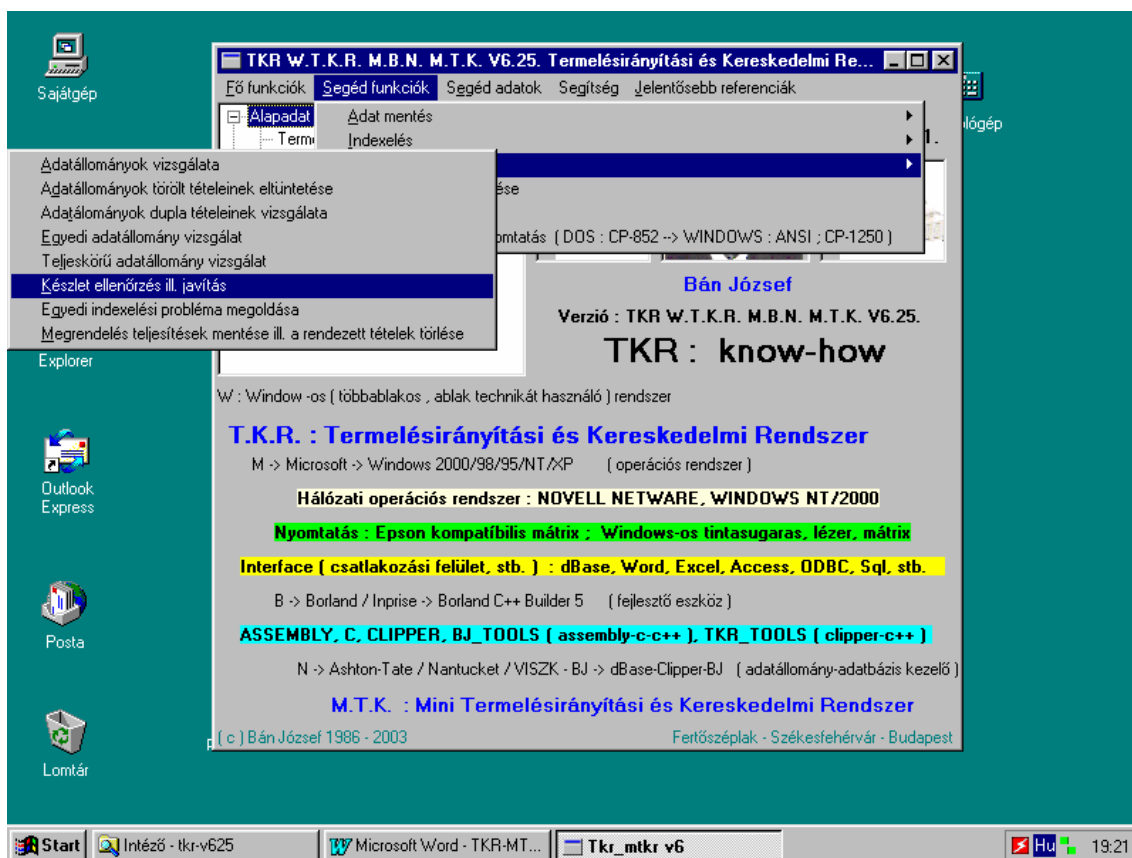 Sajátgép
TKR W.T.K.R. M.B.N. M.T.K. V6.25. Termelésirányítási és Kereskedelmi Re...
Fő funkciók Segéd funkciók Segéd adatok Segítség Jelentősebb referenciák
Alapadat
Adat mentés
Indexelés
1.
Adatállományok vizsgálata
Adatállományok törölt tételeinek eltüntetése
Adatálományok dupla tételeinek vizsgálata
Egyedi adatállomány vizsgálat
Teljeskörű adatállomány vizsgálat
Készlet ellenőrzés ill. javítás
Egyedi indexelési probléma megoldása
Megrendelés teljesítések mentése ill. a rendezett tételek törlése
ése
omtatás ( DOS : CP-852 --> WINDOWS : ANSI ; CP-1250 )
lógép
Bán József
Verzió : TKR W.T.K.R. M.B.N. M.T.K. V6.25.
TKR : know-how
Explorer
W : Window -os ( többablakos , ablak technikát használó ) rendszer
T.K.R. : Termelésirányítási és Kereskedelmi Rendszer
M -> Microsoft -> Windows 2000/98/95/NT/XP ( operációs rendszer )
Hálózati operációs rendszer : NOVELL NETWARE, WINDOWS NT/2000
Nyomtatás : Epson kompatíbilis mátrix ; Windows-os tintasugaras, lézer, mátrix
Interface ( csatlakozási felület, stb. ) : dBase, Word, Excel, Access, ODBC, Sql, stb.
B -> Borland / Inprise -> Borland C++ Builder 5 ( fejlesztő eszköz )
ASSEMBLY, C, CLIPPER, BJ_TOOLS ( assembly-c-c++ ), TKR_TOOLS ( clipper-c++ )
N -> Ashton-Tate / Nantucket / VISZK - BJ -> dBase-Clipper-BJ ( adatállomány-adatbázis kezelő )
M.T.K. : Mini Termelésirányítási és Kereskedelmi Rendszer
( c ) Bán József 1986 - 2003 Fertőszéplak - Székesfehérvár - Budapest
Outlook
Express
Posta
Lomtár
Start Intéző - tkr-v625 Microsoft Word - TKR-MT... Tkr_mtkr v6 Hu 19:21